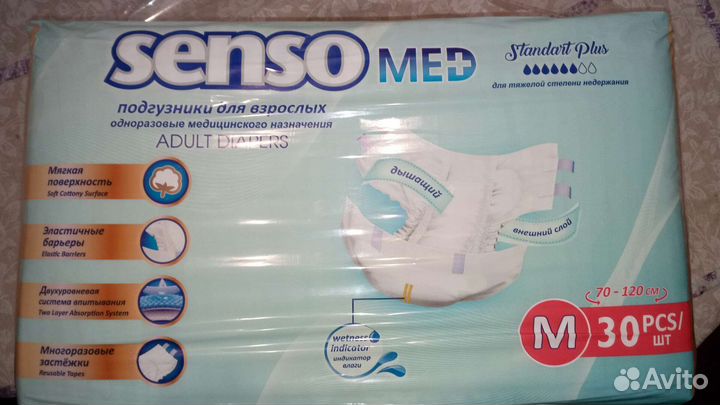 senso MED
Standart Plus
для тяжелой степени недержания
подгузники для взрослых
одноразовые медицинского назначения
ADULT DIAPERS
Мягкая
поверхность
Soft Cottony Surface
Эластичные
барьеры
Elastic Barriers
Двухуровневая
система впитывания
Two Layer Absorption System
Многоразовые
застёжки
Reusable Tapes
дышащий
внешний слой
wetness
indicator
индикатор
влаги
70 - 120 см
M 30 PCS/
шт
Avito